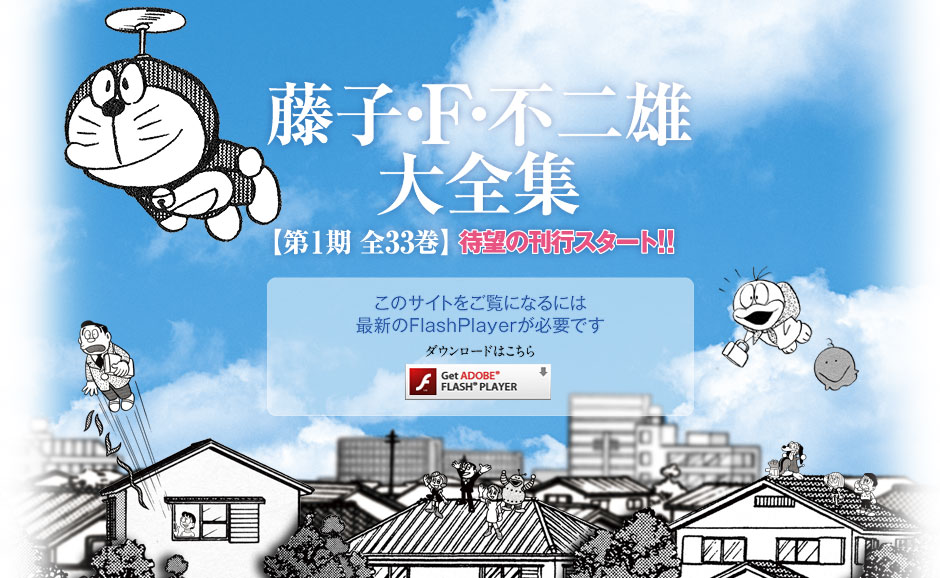 藤子・F・不二雄
大全集
【第1期 全33巻】 待望の刊行スタート!!
このサイトをご覧になるには
最新のFlashPlayerが必要です
ダウンロードはこちら
Get ADOBE®
FLASH® PLAYER